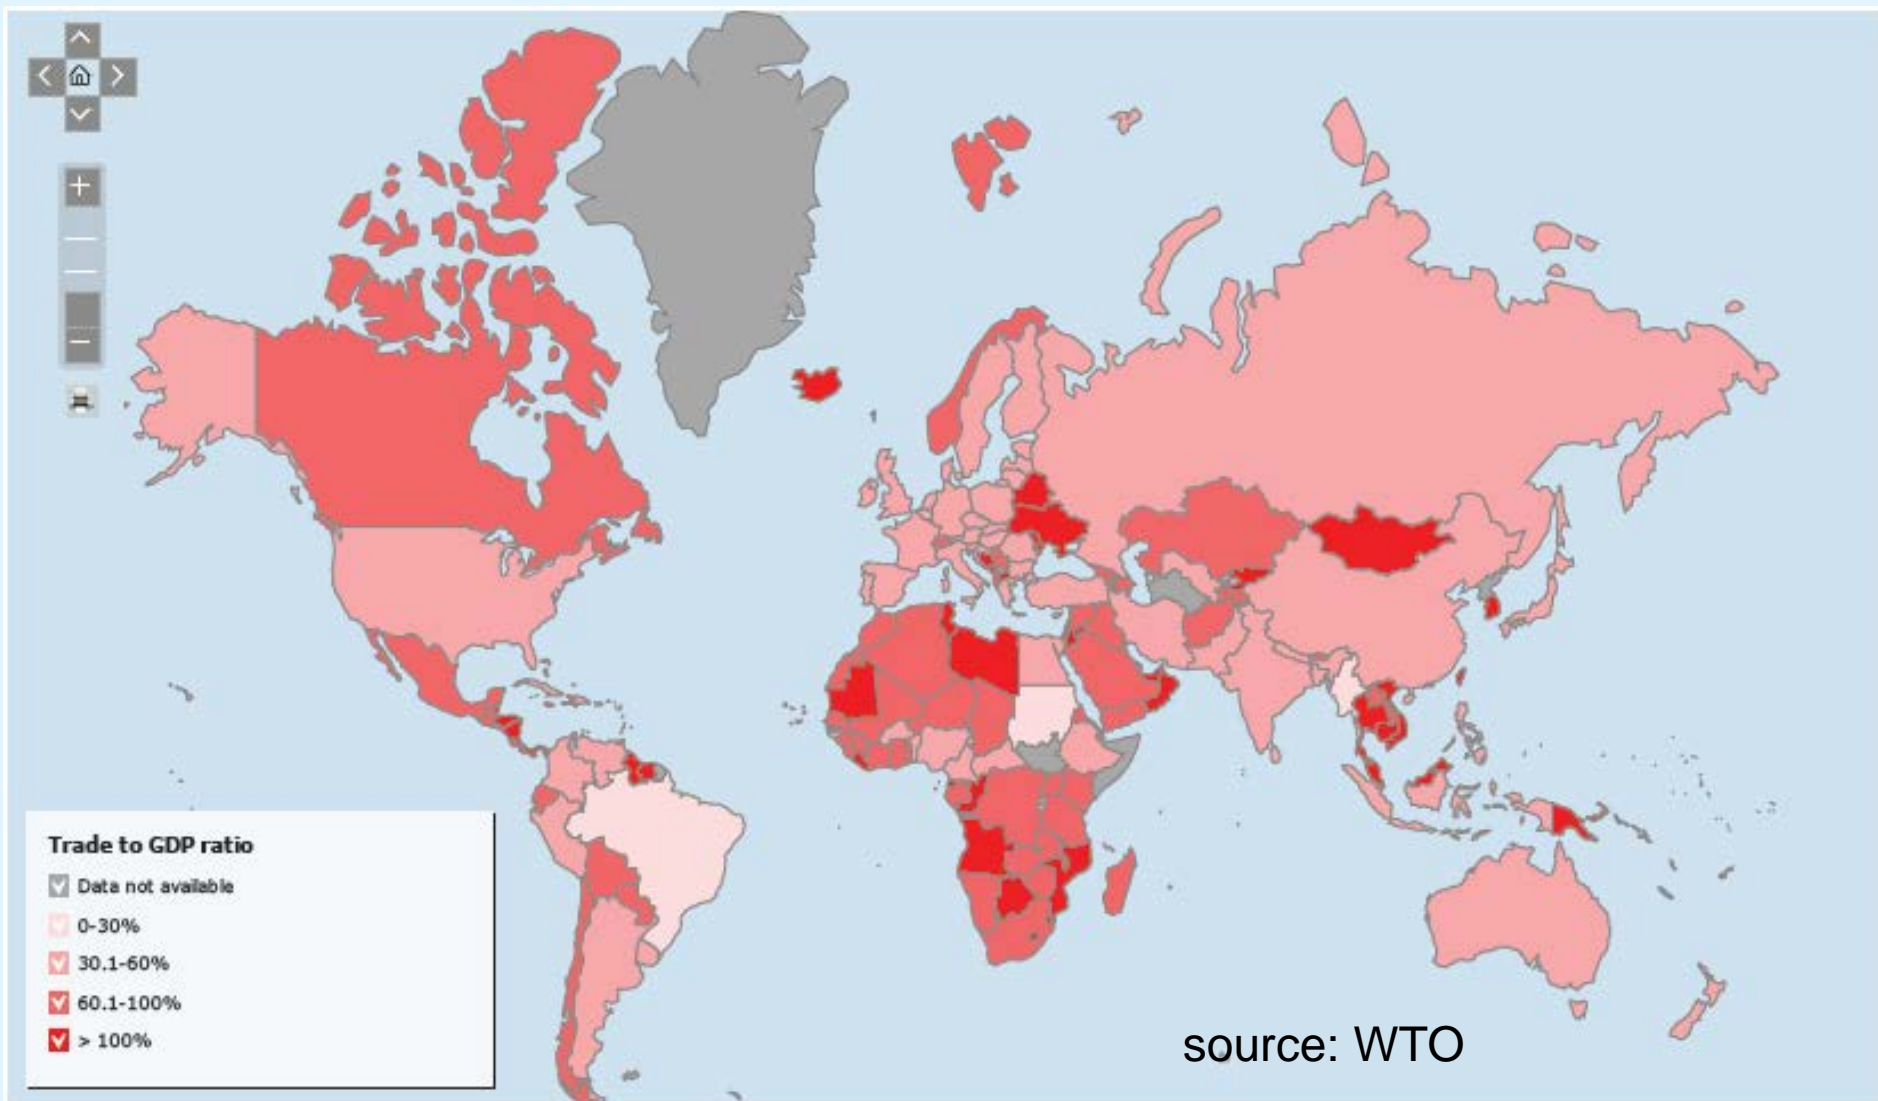 Trade to GDP ratio
Data not available
0-30%
30.1-60%
60.1-100%
> 100%
source: WTO